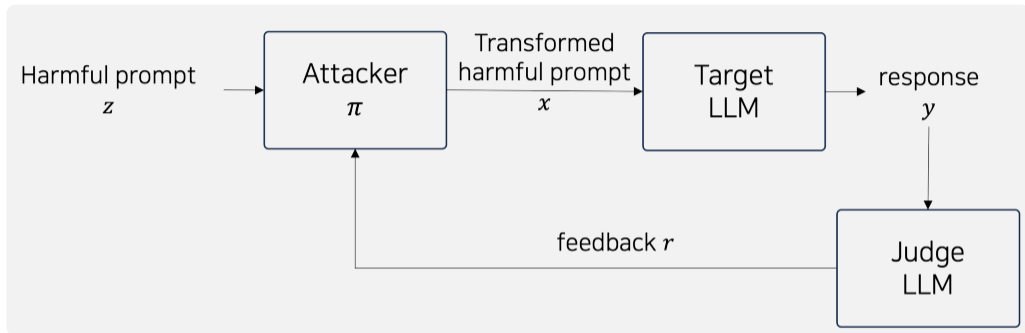 Harmful prompt
z
Attacker
π
Transformed
harmful prompt
x
Target
LLM
response
y
Judge
LLM
feedback r